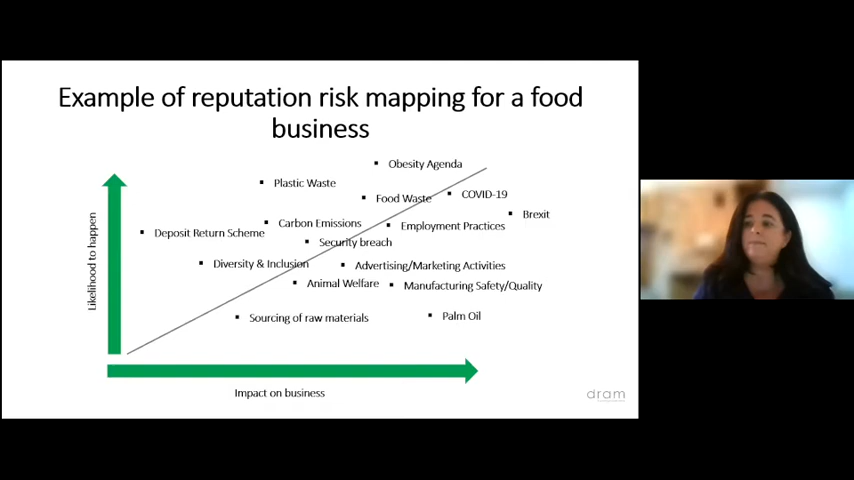 Example of reputation risk mapping for a food
business
Obesity Agenda
Plastic Waste
Food Waste
COVID-19
Brexit
Carbon Emissions
Employment Practices
Deposit Return Scheme
Security breach
Diversity & Inclusion
Advertising/Marketing Activities
Animal Welfare
Manufacturing Safety/Quality
Sourcing of raw materials
Palm Oil
Likelihood to happen
Impact on business
dram